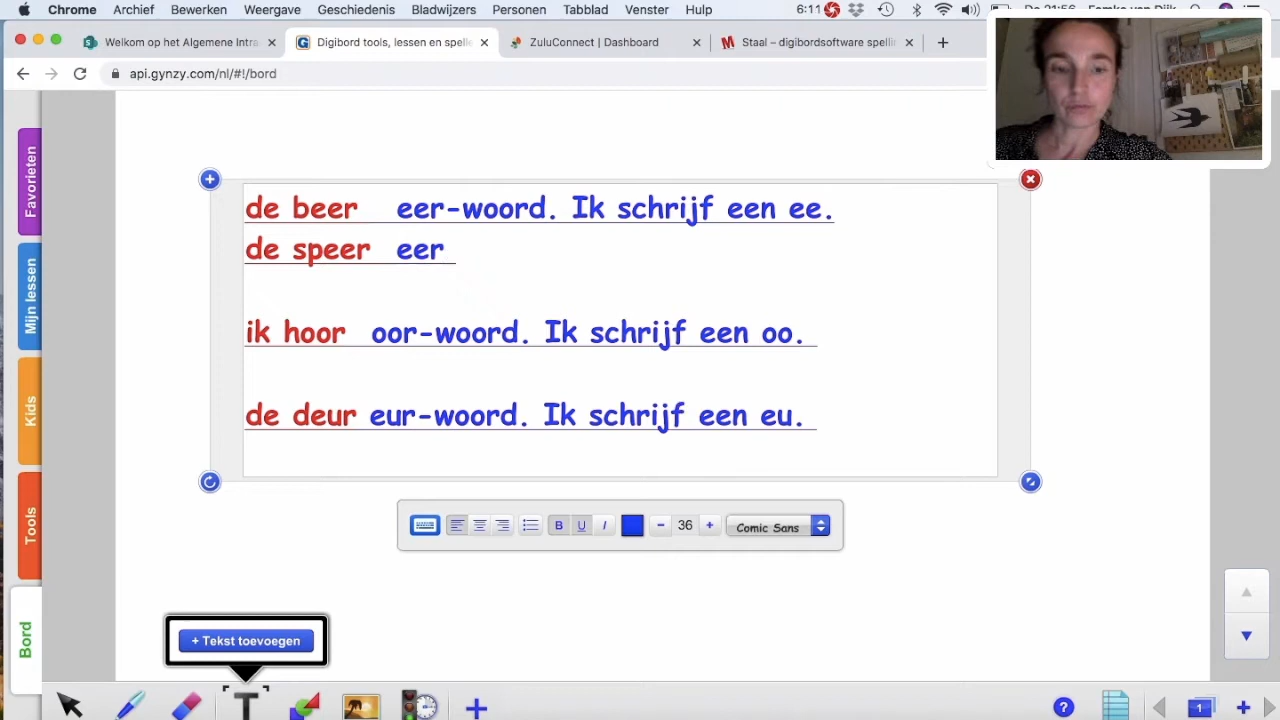 Chrome Archief Bewerken Weergave Geschiedenis Bladwijzers Personen Tabblad Venster Hulp 6:11
Welkom op het Algemene Intra × Digibord tools, lessen en spelle × ZuluConnect | Dashboard × Staal – digibordsoftware spellin × +
api.gynzy.com/nl/#!/bord
Favorieten
Mijn lessen
Kids
Tools
Bord
de beer eer-woord. Ik schrijf een ee.
de speer eer
ik hoor oor-woord. Ik schrijf een oo.
de deur eur-woord. Ik schrijf een eu.
B U I - 36 + Comic Sans
+ Tekst toevoegen
T ? 1 +